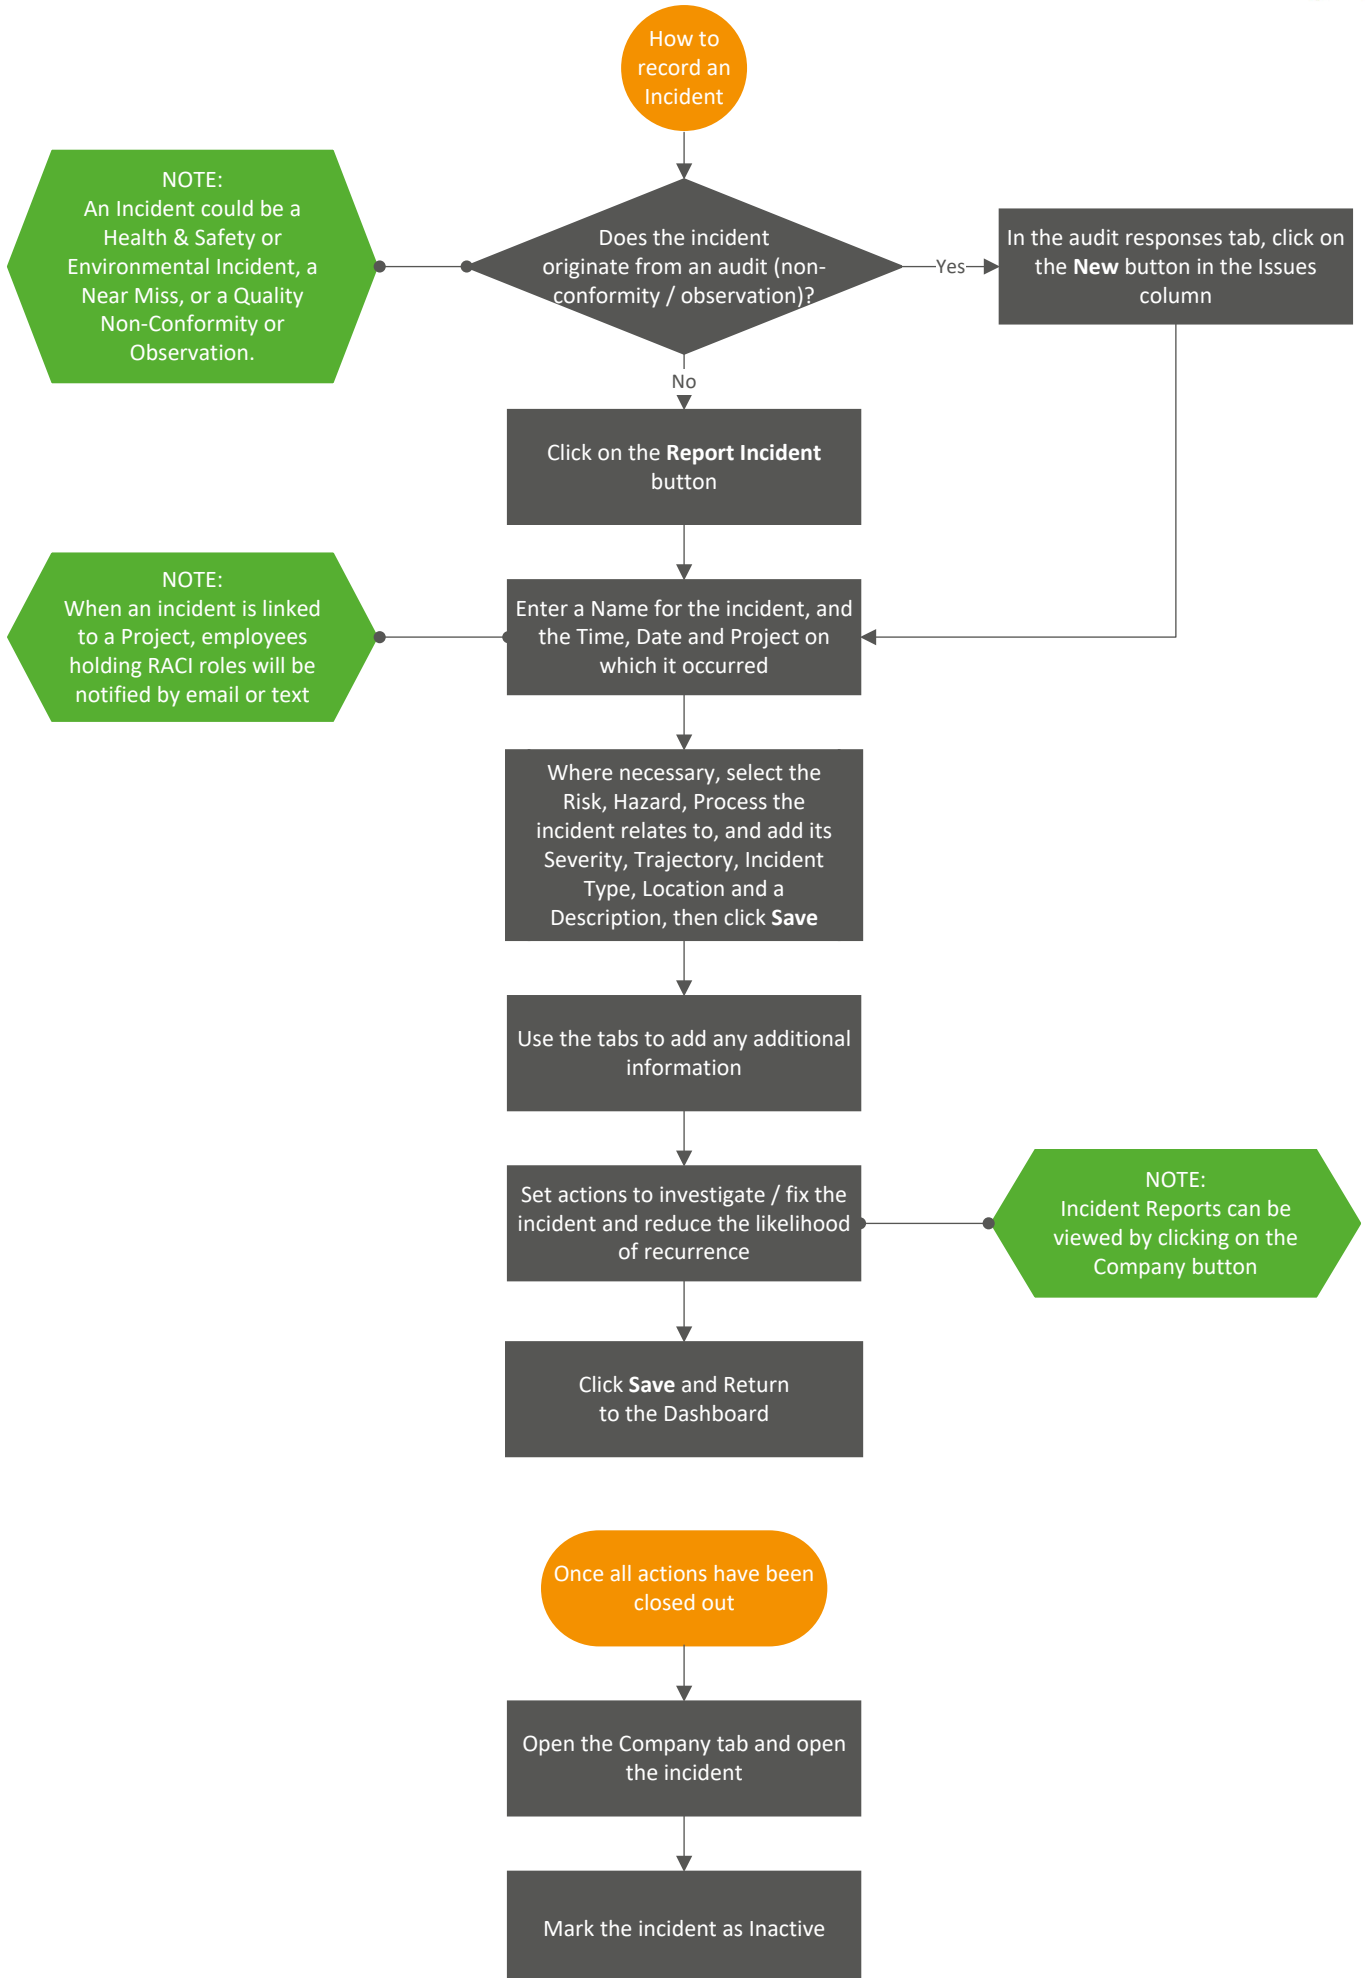 How to
record an
Incident
NOTE:
An Incident could be a
Health & Safety or
Environmental Incident, a
Near Miss, or a Quality
Non-Conformity or
Observation.
Does the incident
originate from an audit (non-
conformity / observation)?
Yes
In the audit responses tab, click on
the New button in the Issues
column
No
Click on the Report Incident
button
NOTE:
When an incident is linked
to a Project, employees
holding RACI roles will be
notified by email or text
Enter a Name for the incident, and
the Time, Date and Project on
which it occurred
Where necessary, select the
Risk, Hazard, Process the
incident relates to, and add its
Severity, Trajectory, Incident
Type, Location and a
Description, then click Save
Use the tabs to add any additional
information
Set actions to investigate / fix the
incident and reduce the likelihood
of recurrence
NOTE:
Incident Reports can be
viewed by clicking on the
Company button
Click Save and Return
to the Dashboard
Once all actions have been
closed out
Open the Company tab and open
the incident
Mark the incident as Inactive